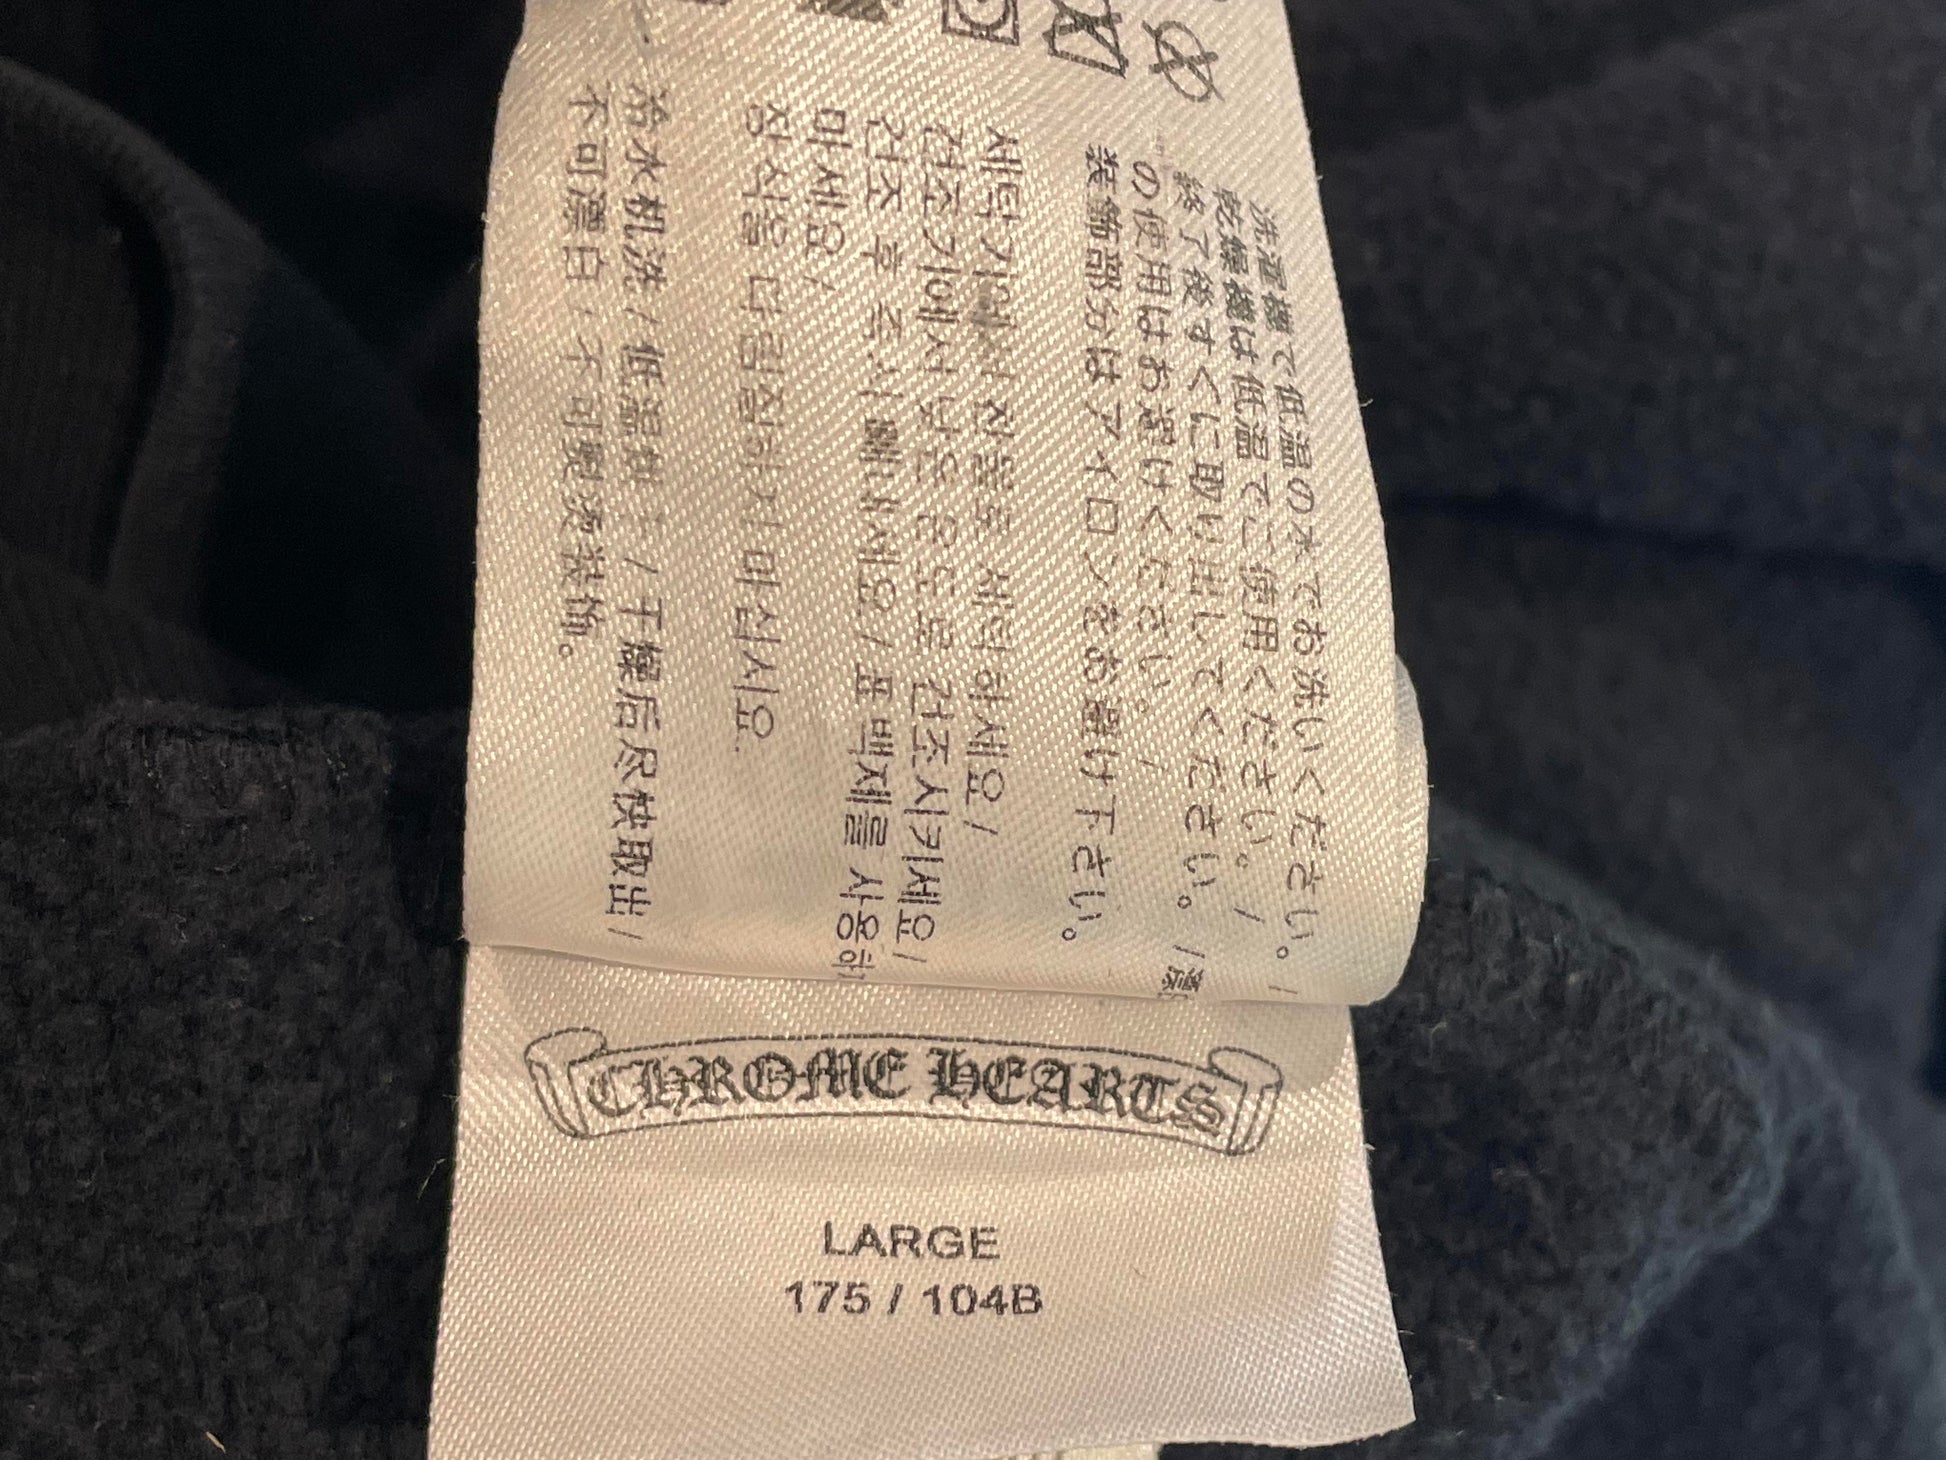 洗濯機で低温の水でお洗いください。/
乾燥機は低温でご使用ください。/
終了後すぐに取り出してください。/漂
の使用はお避けください。/
装飾部分はアイロンをお避け下さい。
세탁기에서 찬물로 세탁하세요/
건조기에서 낮은 온도로 건조시키세요/
건조 후 즉시 빼내세요/ 표백제를 사용하
마세요/
장식을 다림질하지 마십시요.
冷水机洗 / 低温烘干 / 干燥后尽快取出 /
不可漂白 / 不可熨烫装饰。
CHROME HEARTS
LARGE
175 / 104B